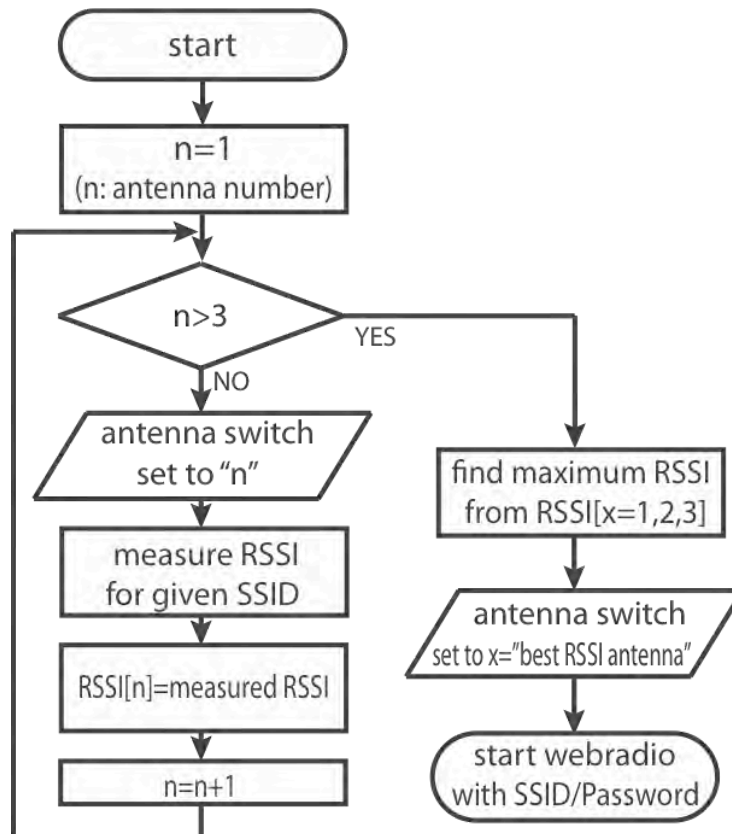 start
n=1
(n: antenna number)
n>3
YES
NO
antenna switch
set to “n”
measure RSSI
for given SSID
RSSI[n]=measured RSSI
n=n+1
find maximum RSSI
from RSSI[x=1,2,3]
antenna switch
set to x=”best RSSI antenna”
start webradio
with SSID/Password